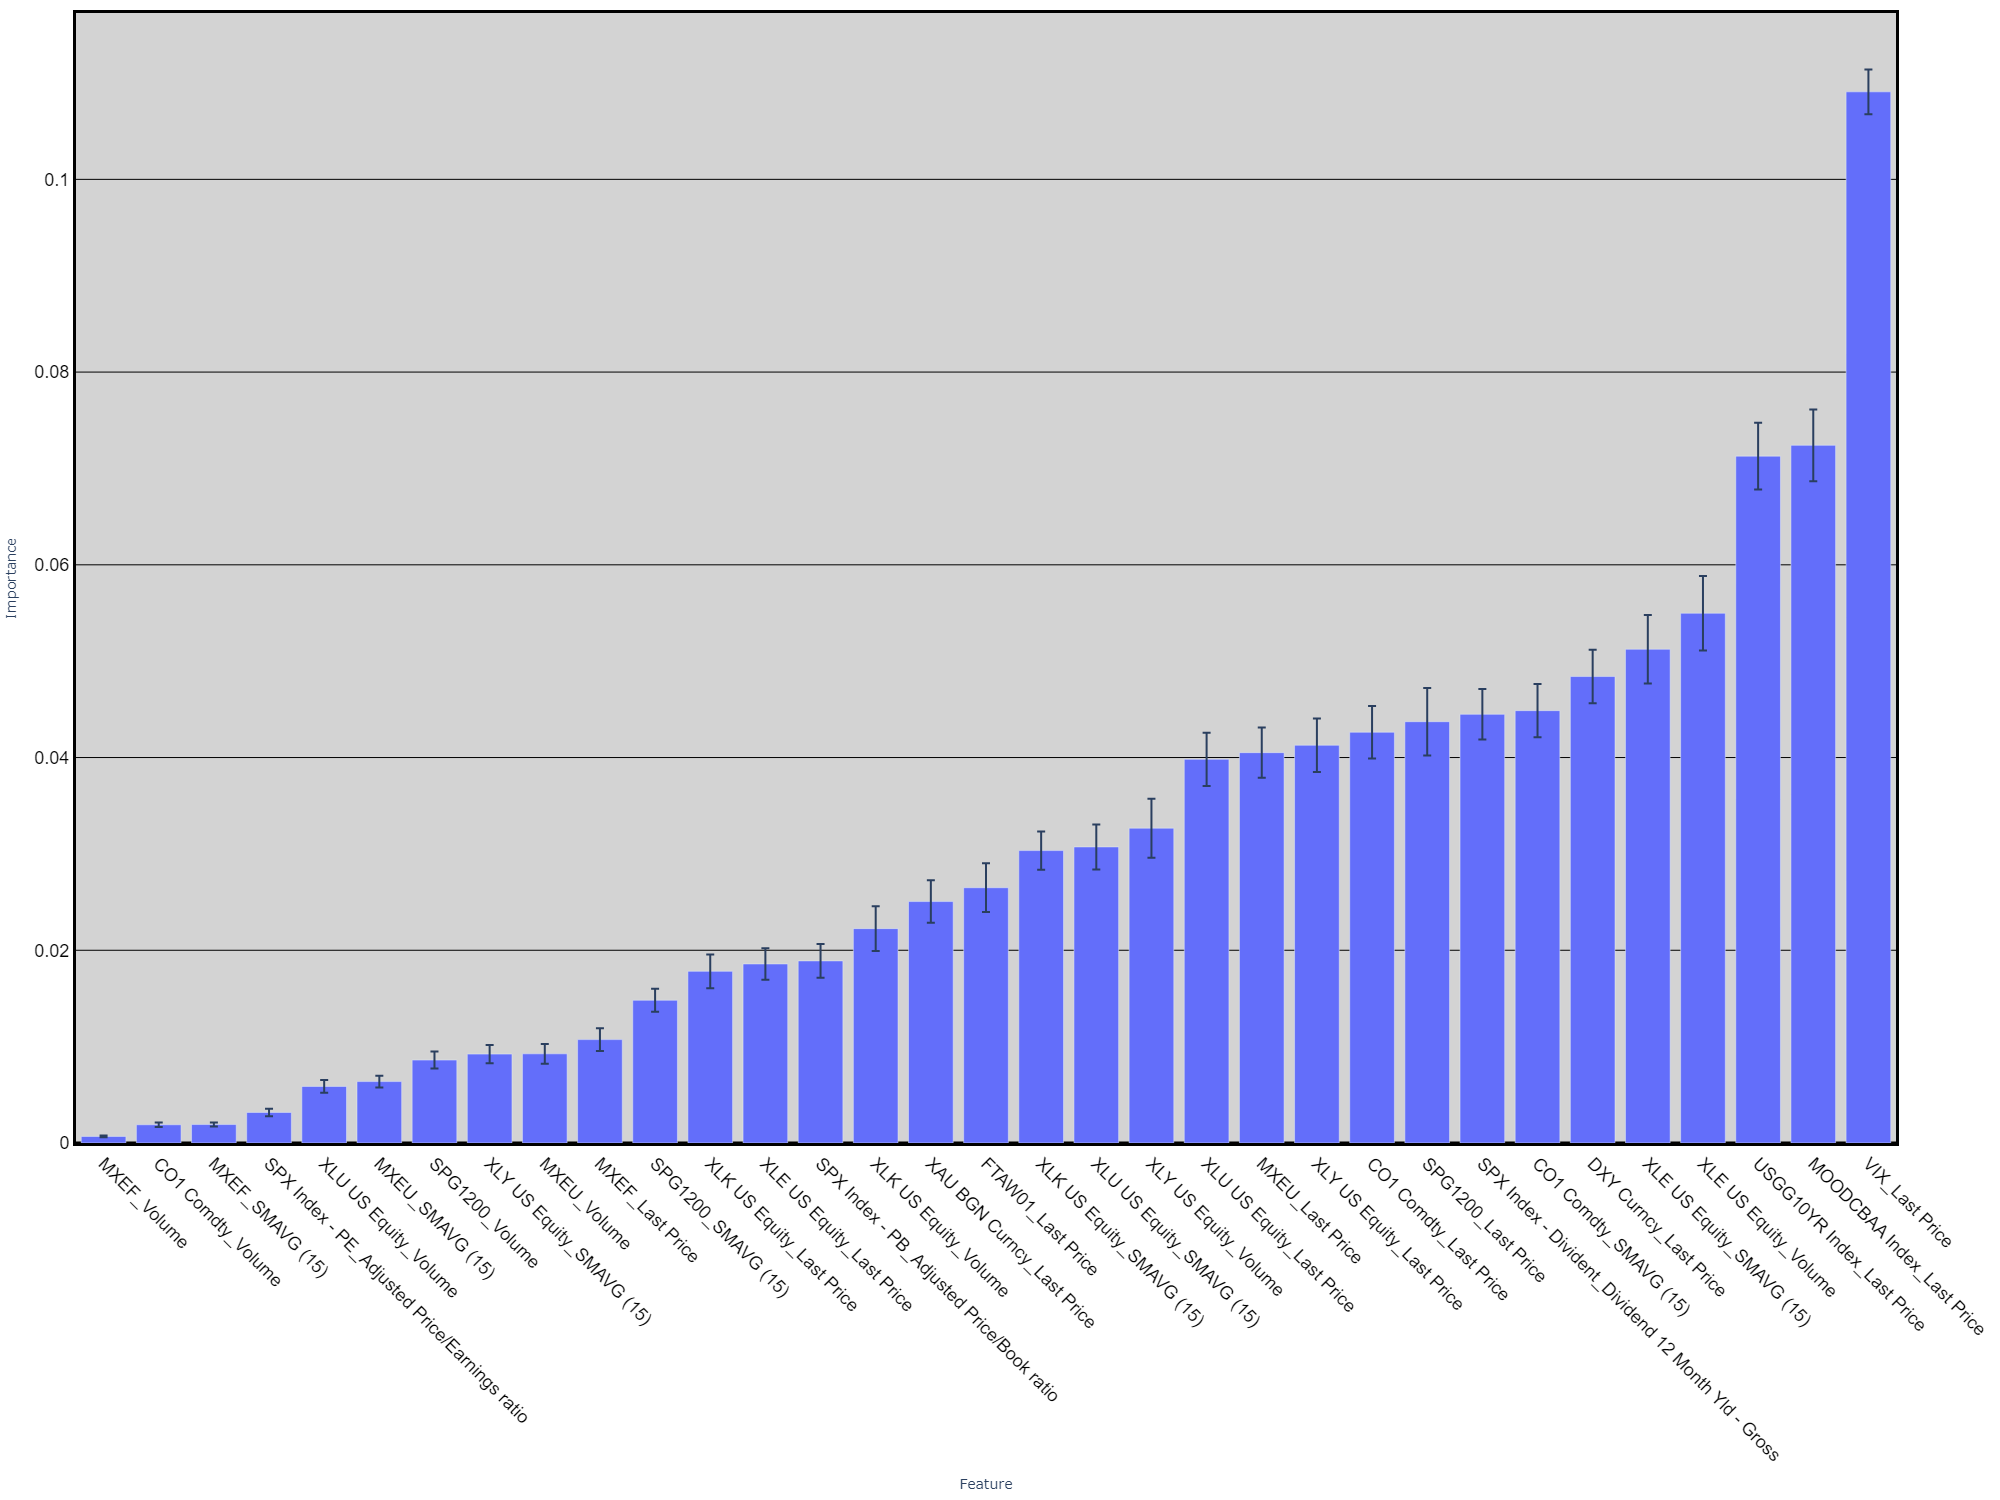 Importance
0.1
0.08
0.06
0.04
0.02
0
MXEF_Volume
CO1 Comdty_Volume
MXEF_SMAVG (15)
SPX Index - PE_Adjusted Price/Earnings ratio
XLU US Equity_Volume
MXEU_SMAVG (15)
SPG1200_Volume
XLY US Equity_SMAVG (15)
MXEU_Volume
MXEF_Last Price
SPG1200_SMAVG (15)
XLK US Equity_Last Price
XLE US Equity_Last Price
SPX Index - PB_Adjusted Price/Book ratio
XLK US Equity_Volume
XAU BGN Curncy_Last Price
FTAW01_Last Price
XLK US Equity_SMAVG (15)
XLU US Equity_SMAVG (15)
XLY US Equity_Volume
XLU US Equity_Last Price
MXEU_Last Price
XLY US Equity_Last Price
CO1 Comdty_Last Price
SPG1200_Last Price
SPX Index - Divident_Dividend 12 Month Yld - Gross
CO1 Comdty_SMAVG (15)
DXY Curncy_Last Price
XLE US Equity_SMAVG (15)
XLE US Equity_Volume
USGG10YR Index_Last Price
MOODCBAA Index_Last Price
VIX_Last Price
Feature